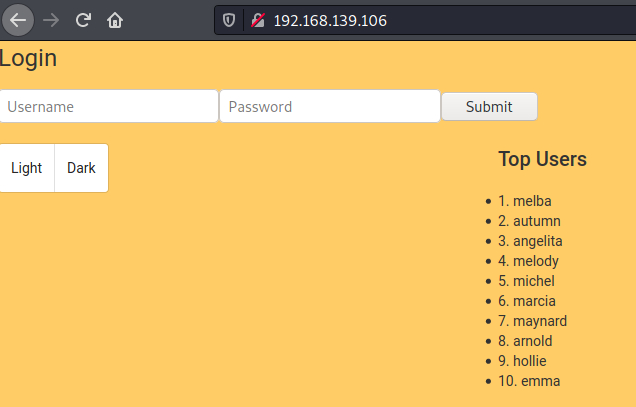 192.168.139.106
Login
Username Password Submit
Light Dark
Top Users
1. melba
2. autumn
3. angelita
4. melody
5. michel
6. marcia
7. maynard
8. arnold
9. hollie
10. emma